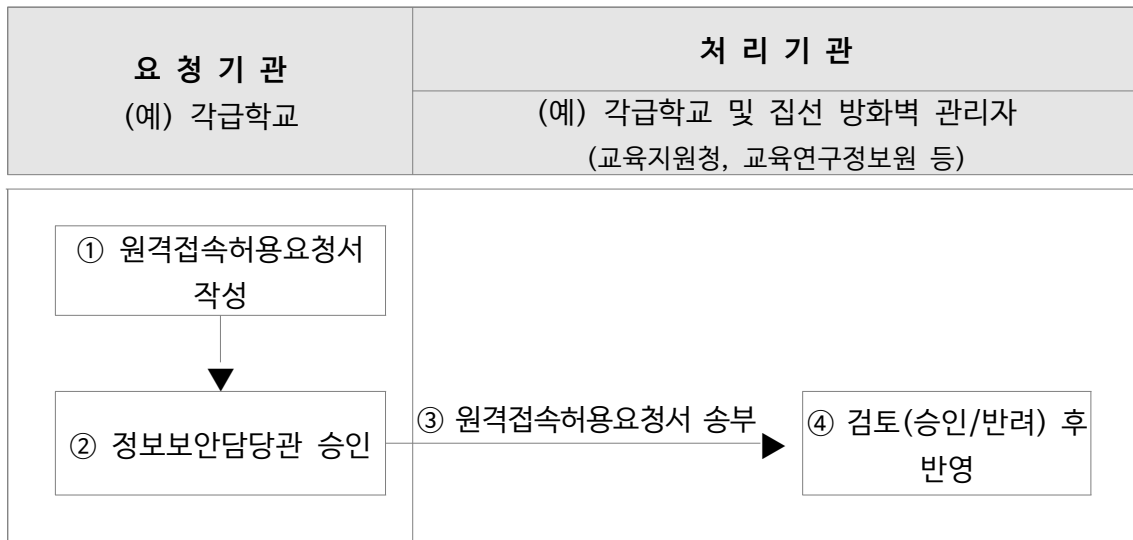 요 청 기 관
(예) 각급학교
처 리 기 관
(예) 각급학교 및 집선 방화벽 관리자
(교육지원청, 교육연구정보원 등)
① 원격접속허용요청서
작성
② 정보보안담당관 승인
③ 원격접속허용요청서 송부
④ 검토(승인/반려) 후
반영